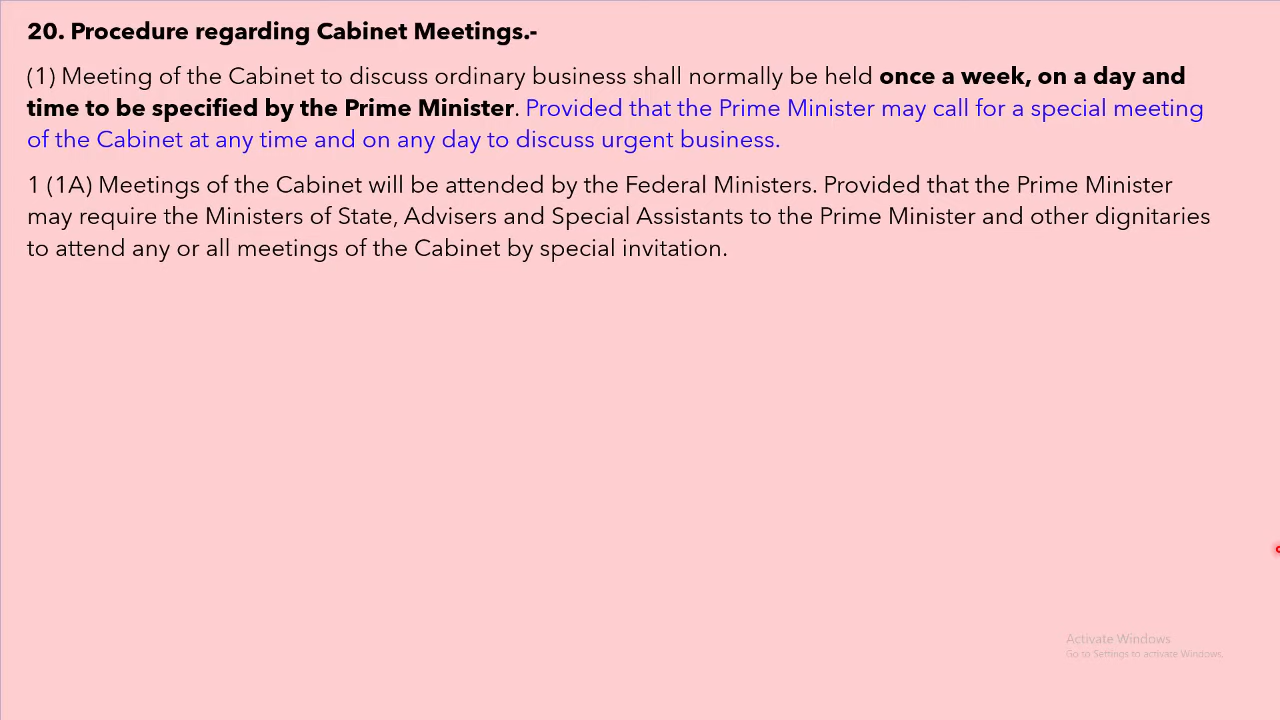 20. Procedure regarding Cabinet Meetings.-
(1) Meeting of the Cabinet to discuss ordinary business shall normally be held once a week, on a day and
time to be specified by the Prime Minister. Provided that the Prime Minister may call for a special meeting
of the Cabinet at any time and on any day to discuss urgent business.
1 (1A) Meetings of the Cabinet will be attended by the Federal Ministers. Provided that the Prime Minister
may require the Ministers of State, Advisers and Special Assistants to the Prime Minister and other dignitaries
to attend any or all meetings of the Cabinet by special invitation.
Activate Windows
Go to Settings to activate Windows.